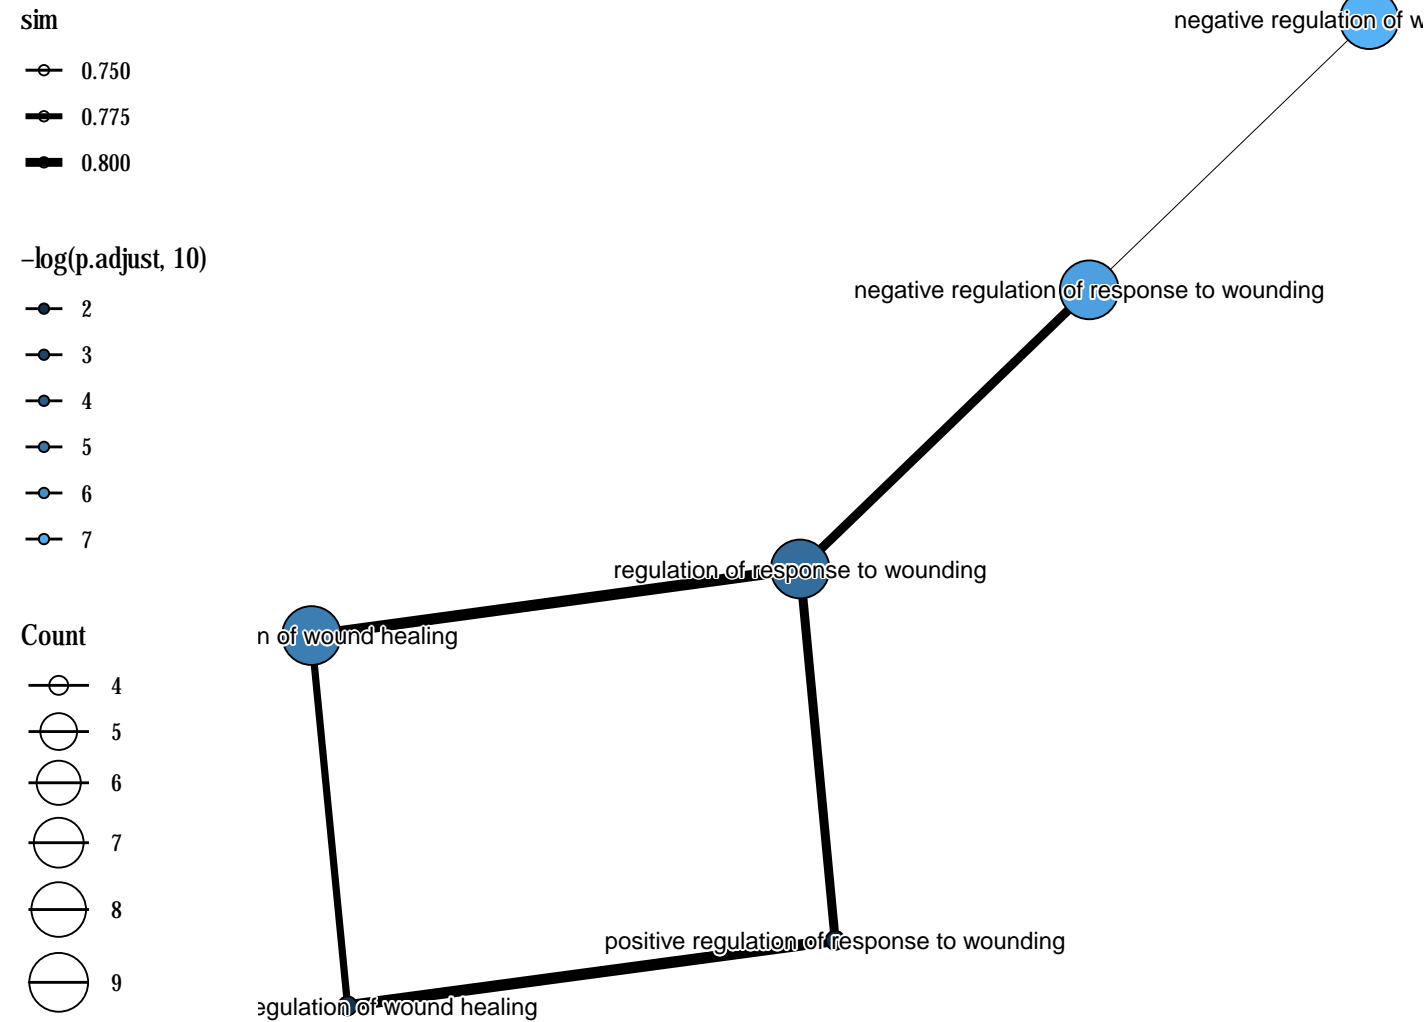 sim
0.750
0.775
0.800
–log(p.adjust, 10)
2
3
4
5
6
7
Count
4
5
6
7
8
9
negative regulation of w
negative regulation of response to wounding
regulation of response to wounding
n of wound healing
positive regulation of response to wounding
egulation of wound healing